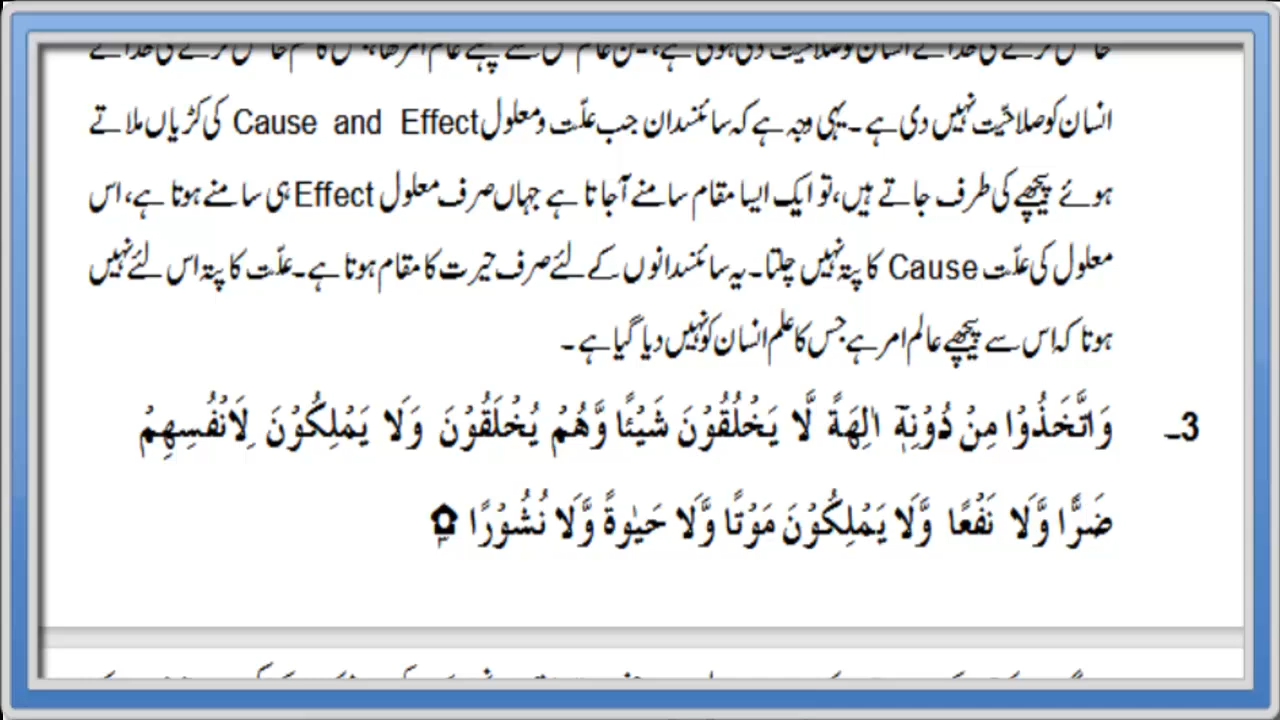 انسان کو صلاحیّت نہیں دی ہے۔ یہی وجہ ہے کہ سائنسدان جب علّت و معلول Cause and Effect کی کڑیاں ملاتے
ہوئے پیچھے کی طرف جاتے ہیں، تو ایک ایسا مقام سامنے آجاتا ہے جہاں صرف معلول Effect ہی سامنے ہوتا ہے، اس
معلول کی علّت Cause کا پتہ نہیں چلتا۔ یہ سائنسدانوں کے لئے صرف حیرت کا مقام ہوتا ہے۔ علّت کا پتہ اس لئے نہیں
ہوتا کہ اِس سے پیچھے عالم امر ہے جس کا علم انسان کو نہیں دیا گیا ہے۔
3۔ وَاتَّخَذُوْا مِنْ دُوْنِهٖٓ اٰلِهَةً لَّا يَخْلُقُوْنَ شَيْئًا وَّهُمْ يُخْلَقُوْنَ وَلَا يَمْلِكُوْنَ لِاَنْفُسِهِمْ
ضَرًّا وَّلَا نَفْعًا وَّلَا يَمْلِكُوْنَ مَوْتًا وَّلَا حَيٰوةً وَّلَا نُشُوْرًا